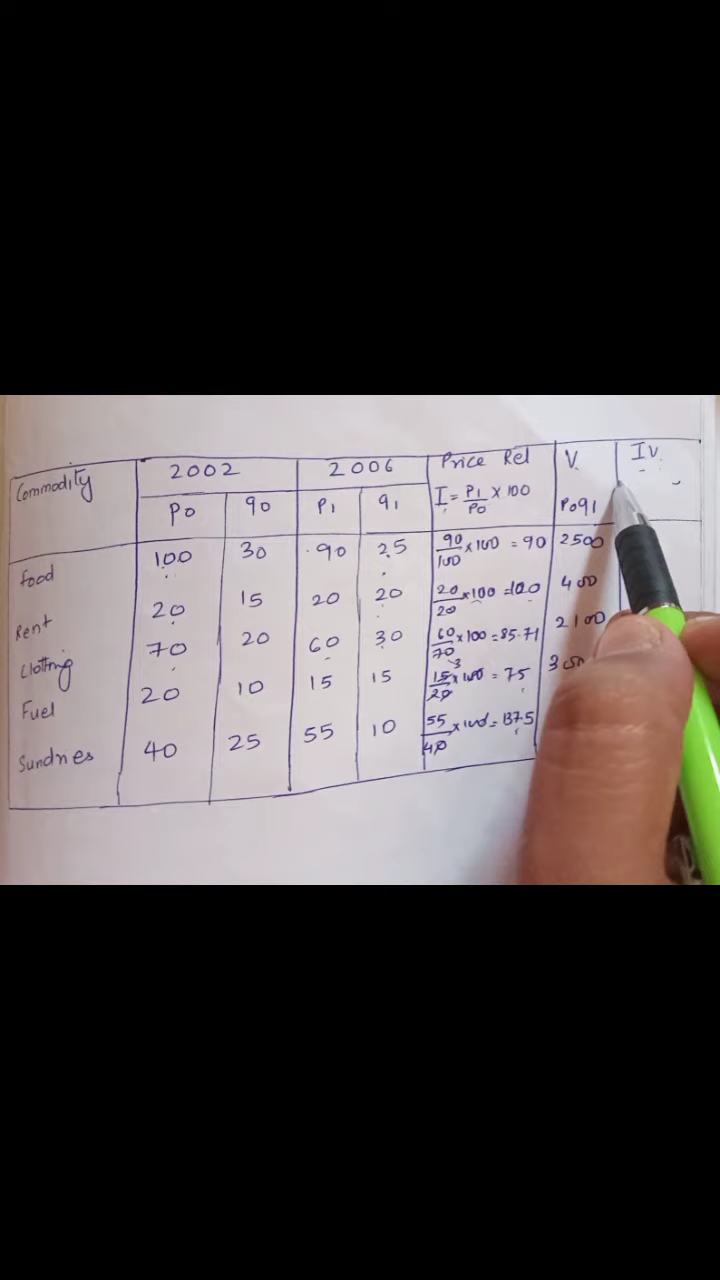 Commodity 2002 2006 Price Rel V. IV.
P0 q0 P1 q1 I = P1/P0 × 100 P0q1
food 100 30 90 25 90/100 × 100 = 90 2500
Rent 20 15 20 20 20/20 × 100 = 100 400
Clothing 70 20 60 30 60/70 × 100 = 85.71 2100
Fuel 20 10 15 15 15/20 × 100 = 75
Sundries 40 25 55 10 55/40 × 100 = 137.5